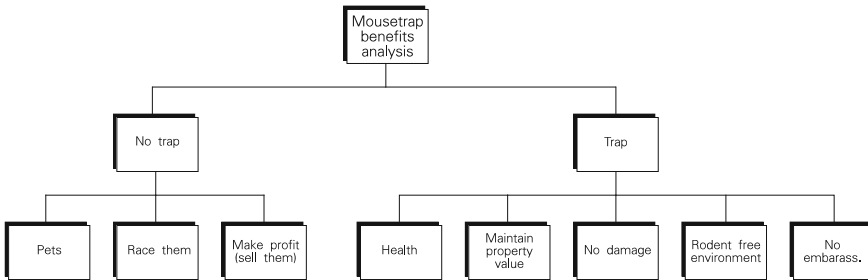 Mousetrap
benefits
analysis
No trap
Trap
Pets
Race them
Make profit
(sell them)
Health
Maintain
property
value
No damage
Rodent free
environment
No
embarass.